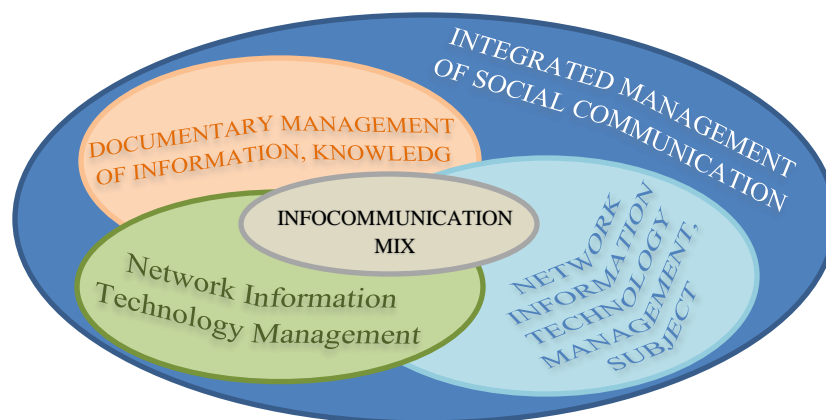 INTEGRATED MANAGEMENT
OF SOCIAL COMMUNICATION
DOCUMENTARY MANAGEMENT
OF INFORMATION, KNOWLEDG
INFOCOMMUNICATION
MIX
Network Information
Technology Management
NETWORK
INFORMATION
TECHNOLOGY
MANAGEMENT,
SUBJECT